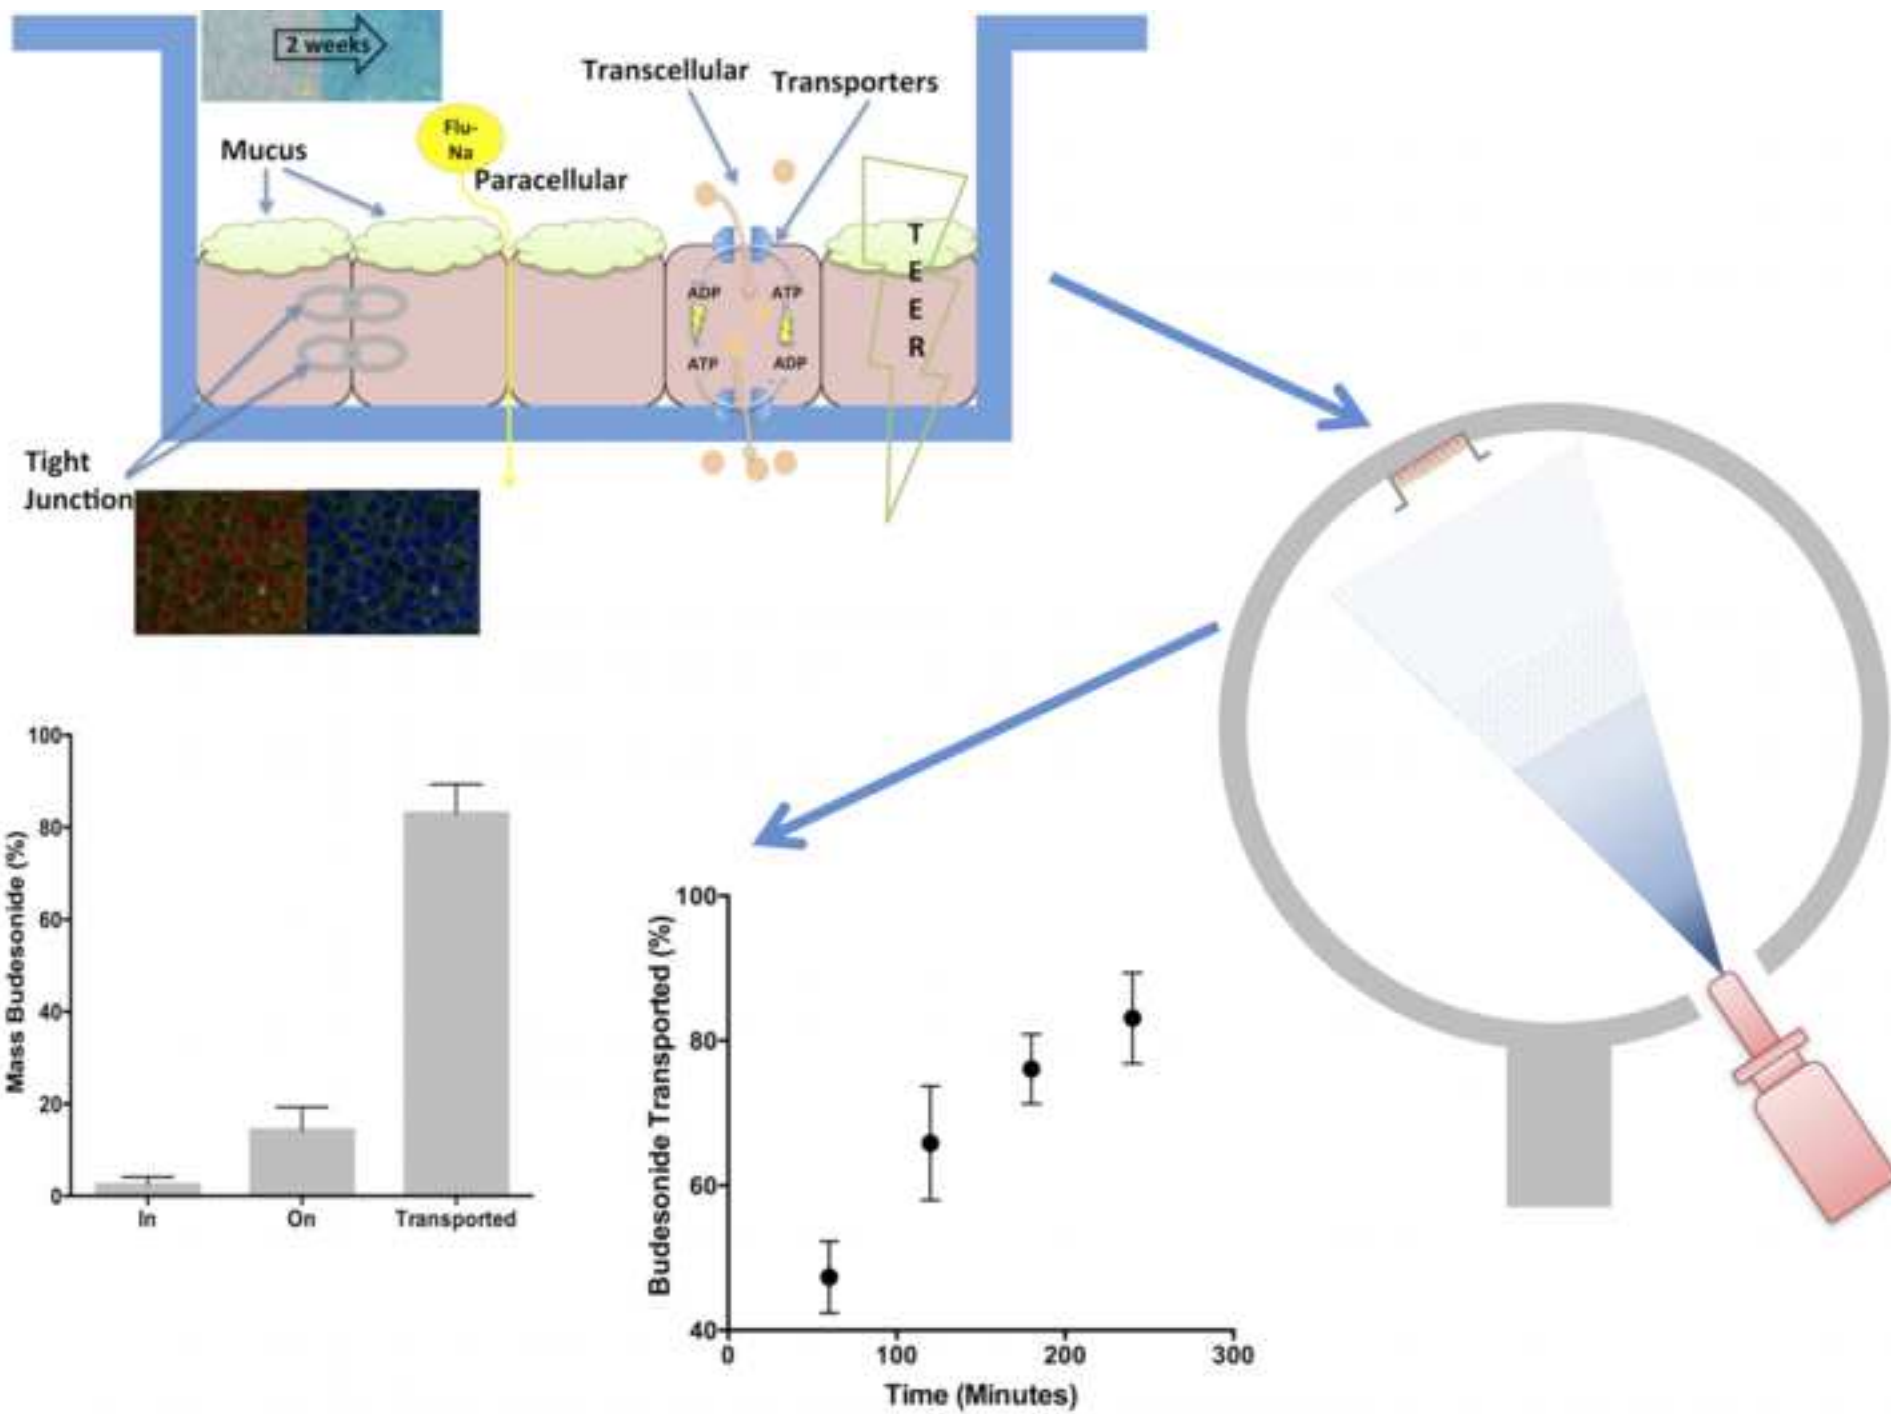 2 weeks
Transcellular
Transporters
Flu-
Na
Mucus
Paracellular
T
E
E
R
ADP
ATP
ATP
ADP
Tight
Junction
100
80
60
40
20
0
Mass Budesonide (%)
In
On
Transported
100
80
60
40
Budesonide Transported (%)
0
100
200
300
Time (Minutes)